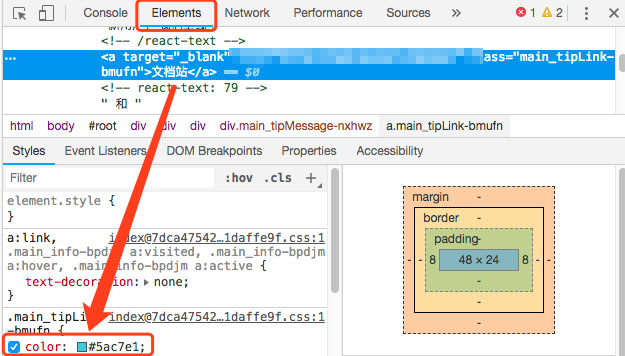 Console Elements Network Performance Sources » 1 2
<!-- /react-text -->
<a target="_blank" ass="main_tipLink-
bmufn">文档站</a> == $0
<!-- react-text: 79 -->
" 和 "
html body #root div div div div.main_tipMessage-nxhwz a.main_tipLink-bmufn
Styles Event Listeners DOM Breakpoints Properties Accessibility
Filter :hov .cls +
element.style {
}
a:link, index@7dca47542…1daffe9f.css:1
.main_info-bpdjm a:visited, .main_info-bpdjm
a:hover, .main_info-bpdjm a:active {
text-decoration: none;
}
.main_tipLi index@7dca47542…1daffe9f.css:1
-bmufn {
color: #5ac7e1;
margin -
border -
padding -
- - 8 48 × 24 8 - -
-
-
-